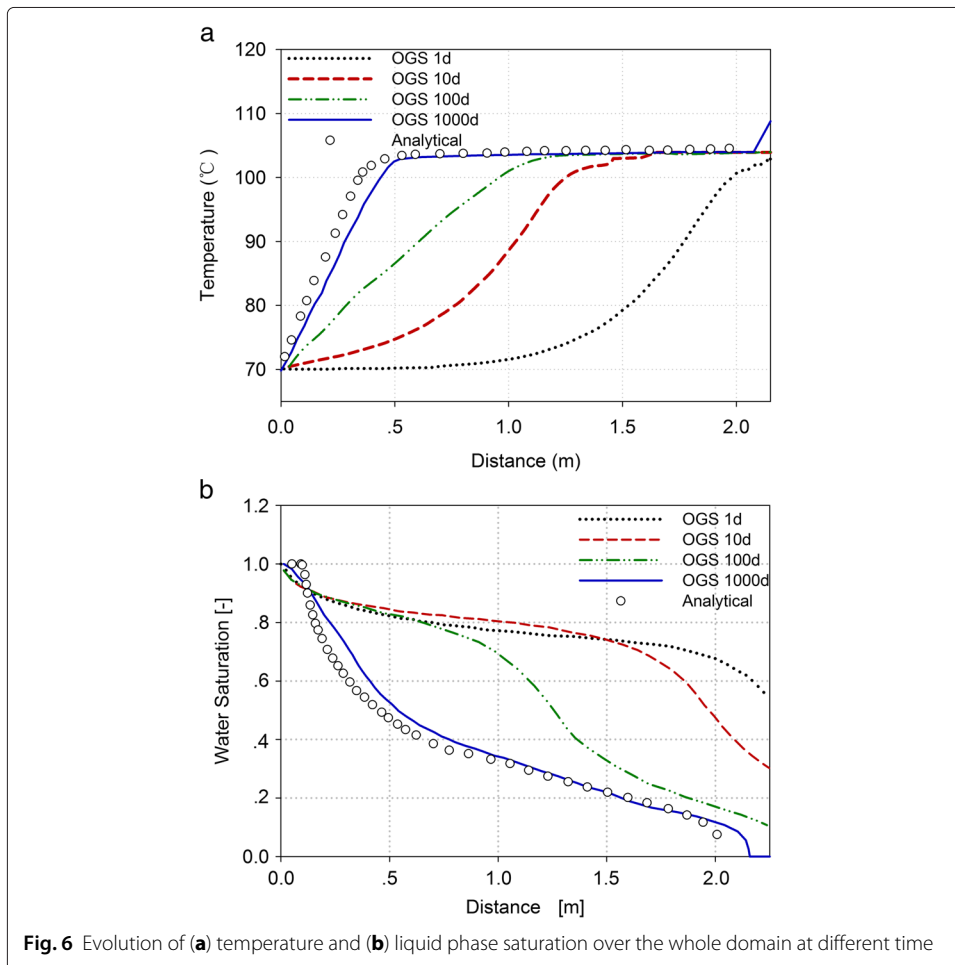 a
120
110
100
90
80
70
Temperature (℃)
OGS 1d
OGS 10d
OGS 100d
OGS 1000d
Analytical
0.0 .5 1.0 1.5 2.0
Distance (m)
b
1.2
1.0
.8
.6
.4
.2
0.0
Water Saturation [-]
OGS 1d
OGS 10d
OGS 100d
OGS 1000d
Analytical
0.0 .5 1.0 1.5 2.0
Distance [m]
Fig. 6 Evolution of (a) temperature and (b) liquid phase saturation over the whole domain at different time